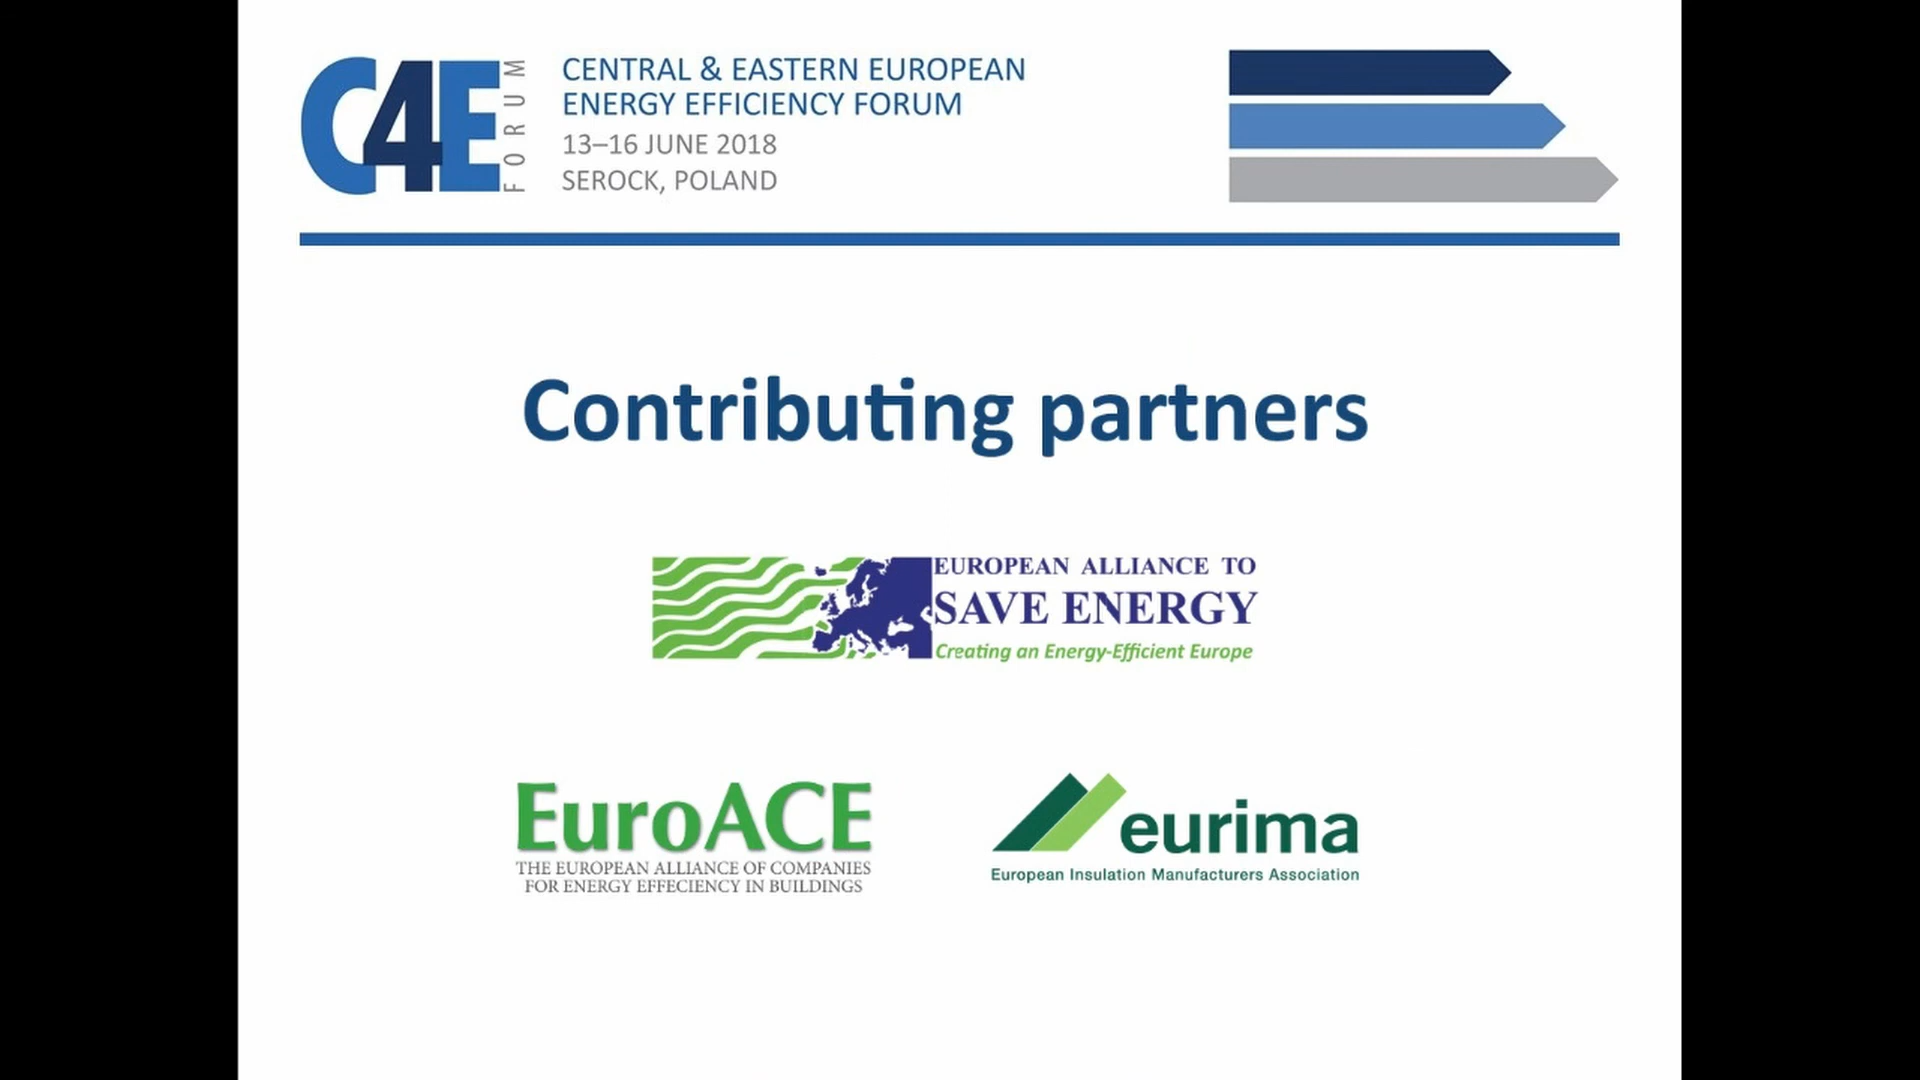 C4E
FORUM
CENTRAL & EASTERN EUROPEAN
ENERGY EFFICIENCY FORUM
13–16 JUNE 2018
SEROCK, POLAND
Contributing partners
EUROPEAN ALLIANCE TO
SAVE ENERGY
Creating an Energy-Efficient Europe
EuroACE
THE EUROPEAN ALLIANCE OF COMPANIES
FOR ENERGY EFFECIENCY IN BUILDINGS
eurima
European Insulation Manufacturers Association